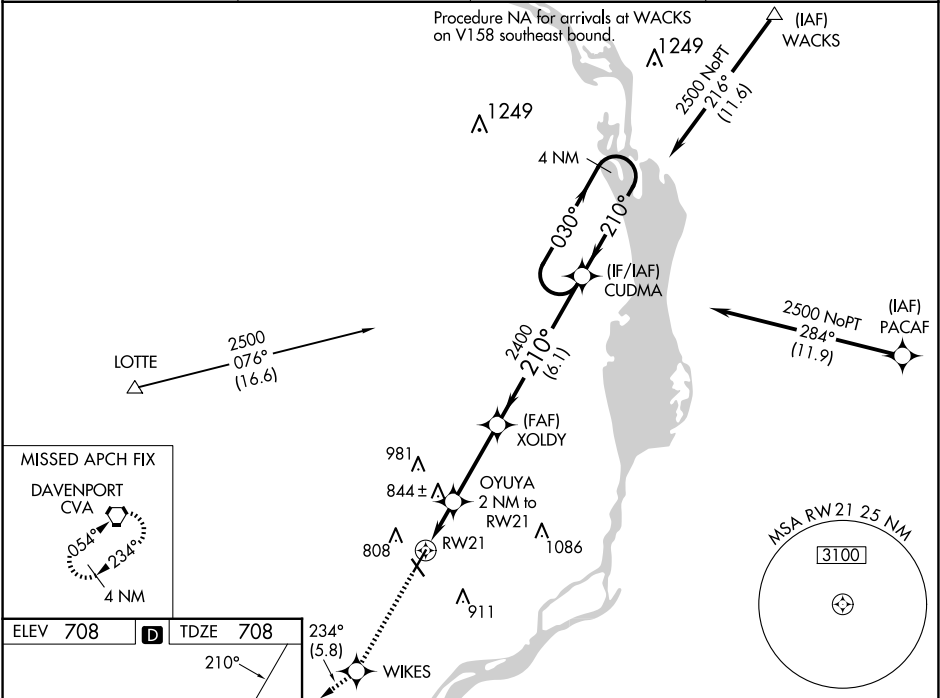 Procedure NA for arrivals at WACKS
on V158 southeast bound.
(IAF)
WACKS
1249
2500 NoPT
216°
(11.6)
1249
4 NM
030°
210°
(IF/IAF)
CUDMA
2500 NoPT
284°
(11.9)
(IAF)
PACAF
2500
076°
(16.6)
LOTTE
2400
210°
(6.1)
(FAF)
XOLDY
MISSED APCH FIX
DAVENPORT
CVA
054°
234°
4 NM
981
844±
OYUYA
2 NM to
RW21
808
RW21
1086
911
MSA RW21 25 NM
3100
ELEV 708
D
TDZE 708
210°
234°
(5.8)
WIKES